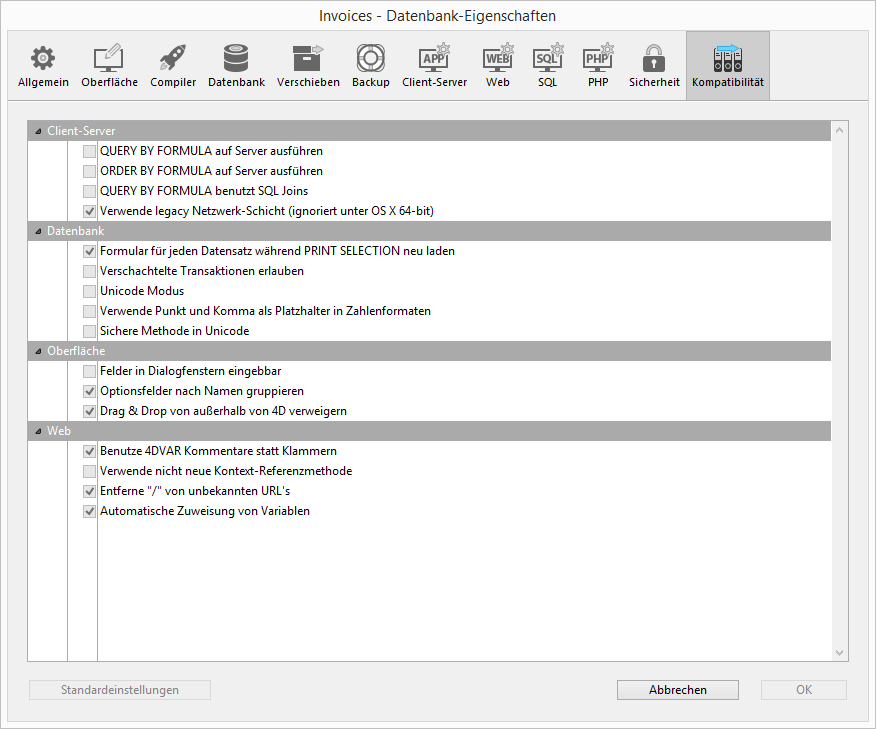 Invoices - Datenbank-Eigenschaften
APP WEB SQL PHP
Allgemein Oberfläche Compiler Datenbank Verschieben Backup Client-Server Web SQL PHP Sicherheit Kompatibilität
Client-Server
QUERY BY FORMULA auf Server ausführen
ORDER BY FORMULA auf Server ausführen
QUERY BY FORMULA benutzt SQL Joins
Verwende legacy Netzwerk-Schicht (ignoriert unter OS X 64-bit)
Datenbank
Formular für jeden Datensatz während PRINT SELECTION neu laden
Verschachtelte Transaktionen erlauben
Unicode Modus
Verwende Punkt und Komma als Platzhalter in Zahlenformaten
Sichere Methode in Unicode
Oberfläche
Felder in Dialogfenstern eingebbar
Optionsfelder nach Namen gruppieren
Drag & Drop von außerhalb von 4D verweigern
Web
Benutze 4DVAR Kommentare statt Klammern
Verwende nicht neue Kontext-Referenzmethode
Entferne "/" von unbekannten URL's
Automatische Zuweisung von Variablen
Standardeinstellungen Abbrechen OK